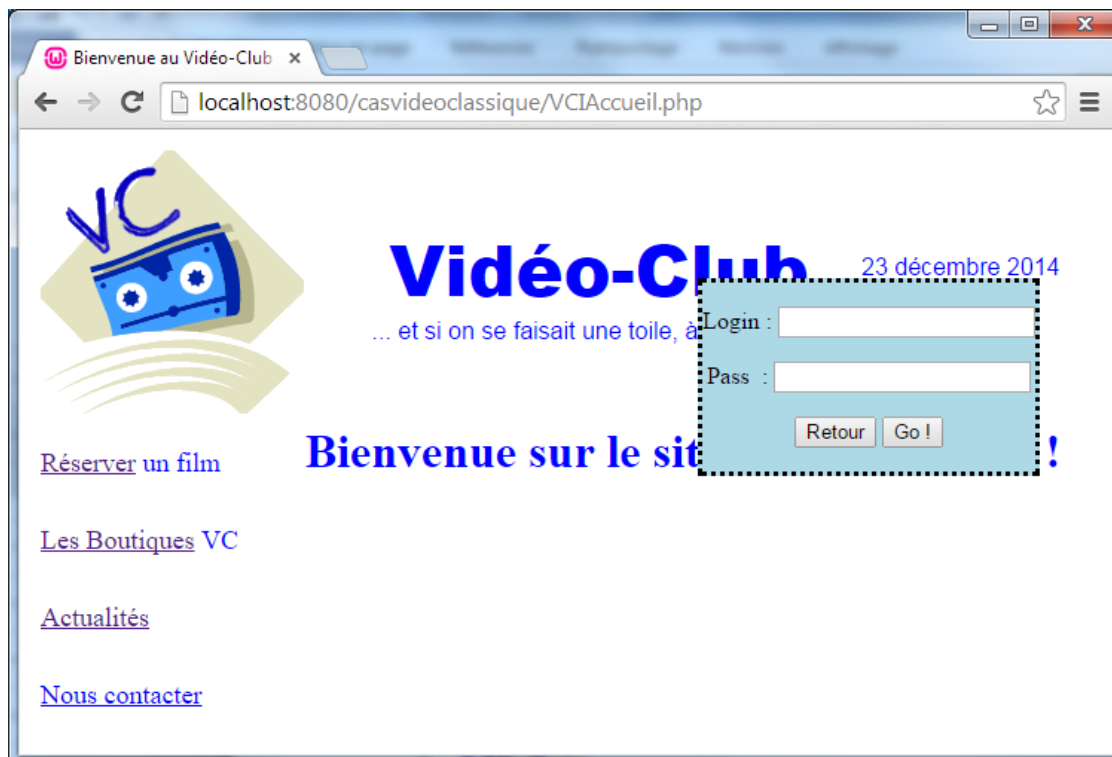 Bienvenue au Vidéo-Club
localhost:8080/casvideoclassique/VCIAccueil.php
VC
Vidéo-Club
23 décembre 2014
... et si on se faisait une toile, à
Login :
Pass :
Retour Go !
Bienvenue sur le sit !
Réserver un film
Les Boutiques VC
Actualités
Nous contacter